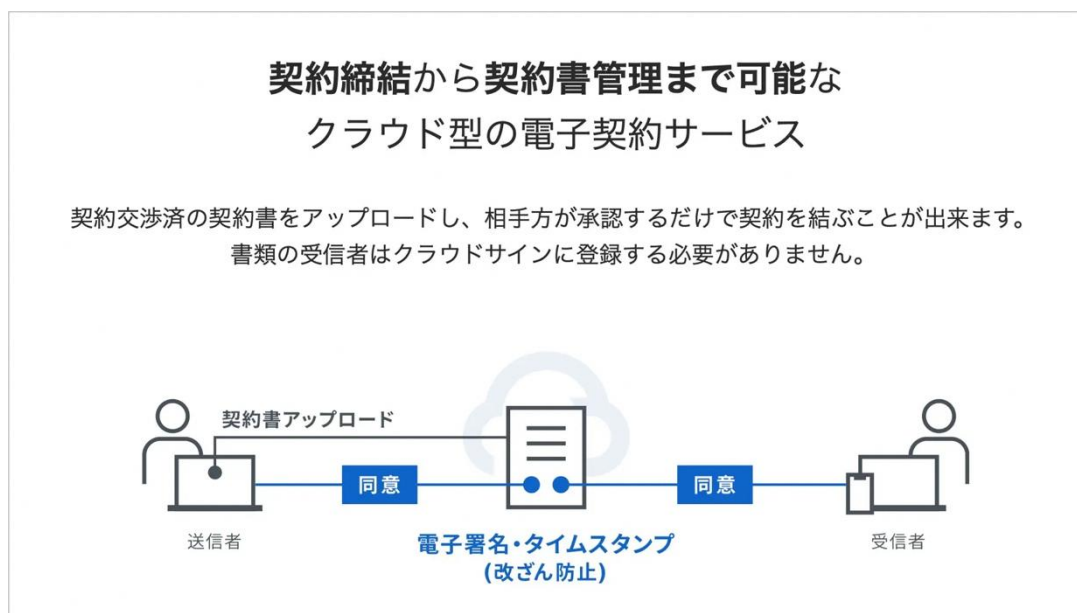 契約締結から契約書管理まで可能な
クラウド型の電子契約サービス
契約交渉済の契約書をアップロードし、相手方が承認するだけで契約を結ぶことが出来ます。
書類の受信者はクラウドサインに登録する必要がありません。
契約書アップロード
同意
同意
送信者
電子署名・タイムスタンプ
(改ざん防止)
受信者